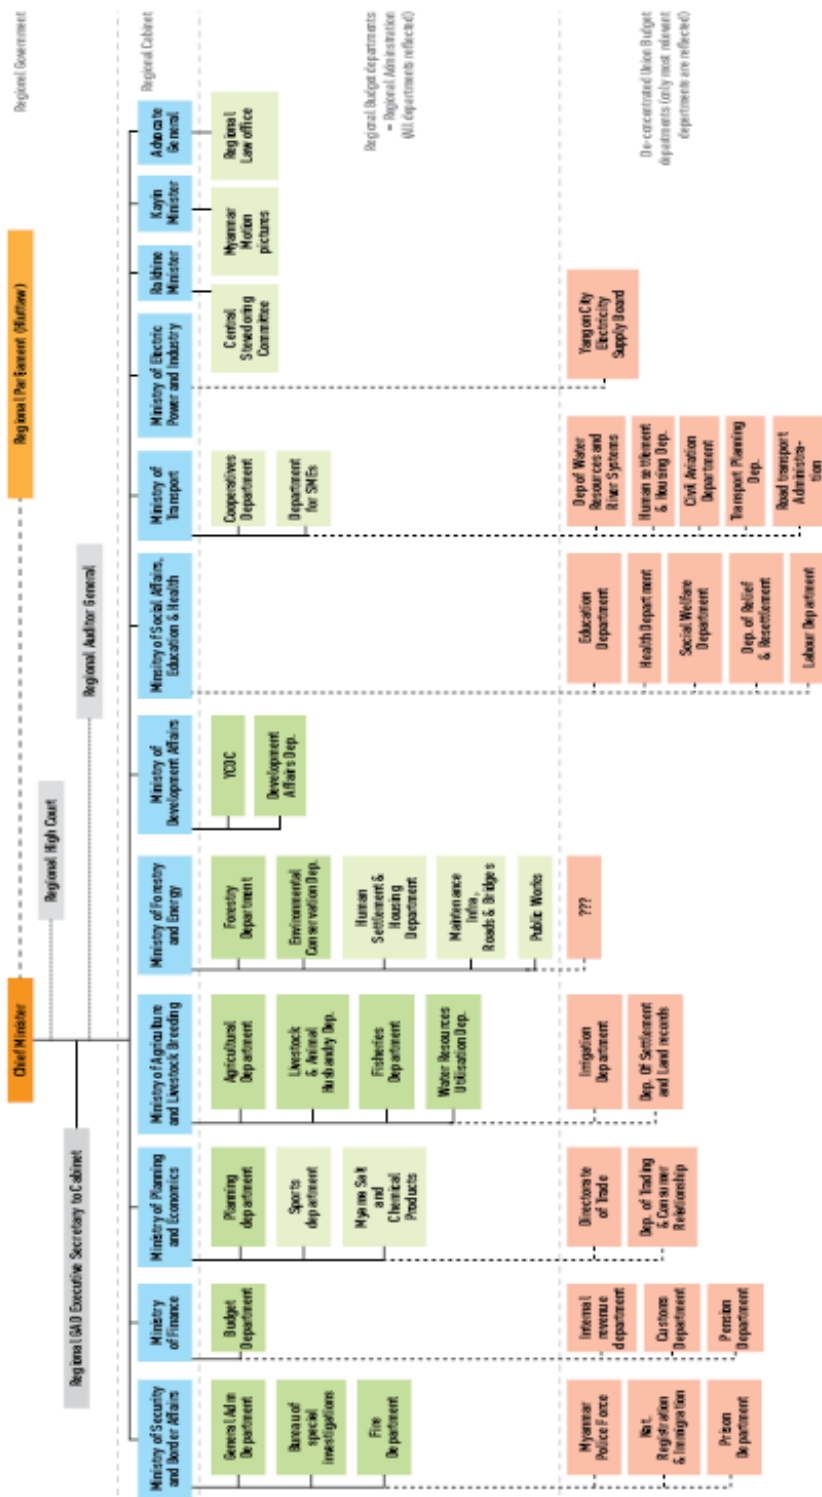 Regional Government
Chief Minister
Regional Parliament (Hluttaw)
Regional High Court
Regional GAD Executive Secretary to Cabinet
Regional Auditor General
Regional Cabinet
Ministry of Security
and Border Affairs
Ministry
of Finance
Ministry of Planning
and Economics
Ministry of Agriculture
and Livestock Breeding
Ministry of Forestry
and Energy
Ministry of
Development Affairs
Minsitry of Social Affairs,
Education & Health
Ministry of
Transport
Ministry of Electric
Power and Industry
Rakhine
Minister
Kayin
Minister
Advocate
General
Regional Budget departments
= Regional Administration
(All departments reflected)
General Adm
Department
Bureau of
special
investigations
Fire
Department
Budget
Department
Planning
department
Sports
department
Myanma Salt
and
Chemical
Products
Agricultural
Department
Livestock
& Animal
Husbandry Dep.
Fisheries
Department
Water Resources
Utilisation Dep.
Forestry
Department
Environmental
Conservation Dep.
Human
Settlement &
Housing
Department
Maintenance
Infra,
Roads & Bridges
Public Works
YCDC
Development
Affairs Dep.
Cooperatives
Department
Department
for SMEs
Central
Stevedoring
Committee
Myanmar
Motion
pictures
Regional
Law office
De-concentrated Union Budget
departments (only most relevant
departments are reflected)
Myanmar
Police Force
Nat.
Registration
& Immigration
Prison
Department
Internal
revenue
department
Customs
Department
Pension
Department
Directorate
of Trade
Dep. of Trading
& Consumer
Relationship
Irrigation
Department
Dep. Of Settlement
and Land records
???
Education
Department
Health Department
Social Welfare
Department
Dep. of Relief
& Resettlement
Labour Department
Dep of Water
Resources and
River Systems
Human settlement
& Housing Dep.
Civil Aviation
Department
Transport Planning
Dep.
Road transport
Administra-
tion
Yangon City
Electricity
Supply Board